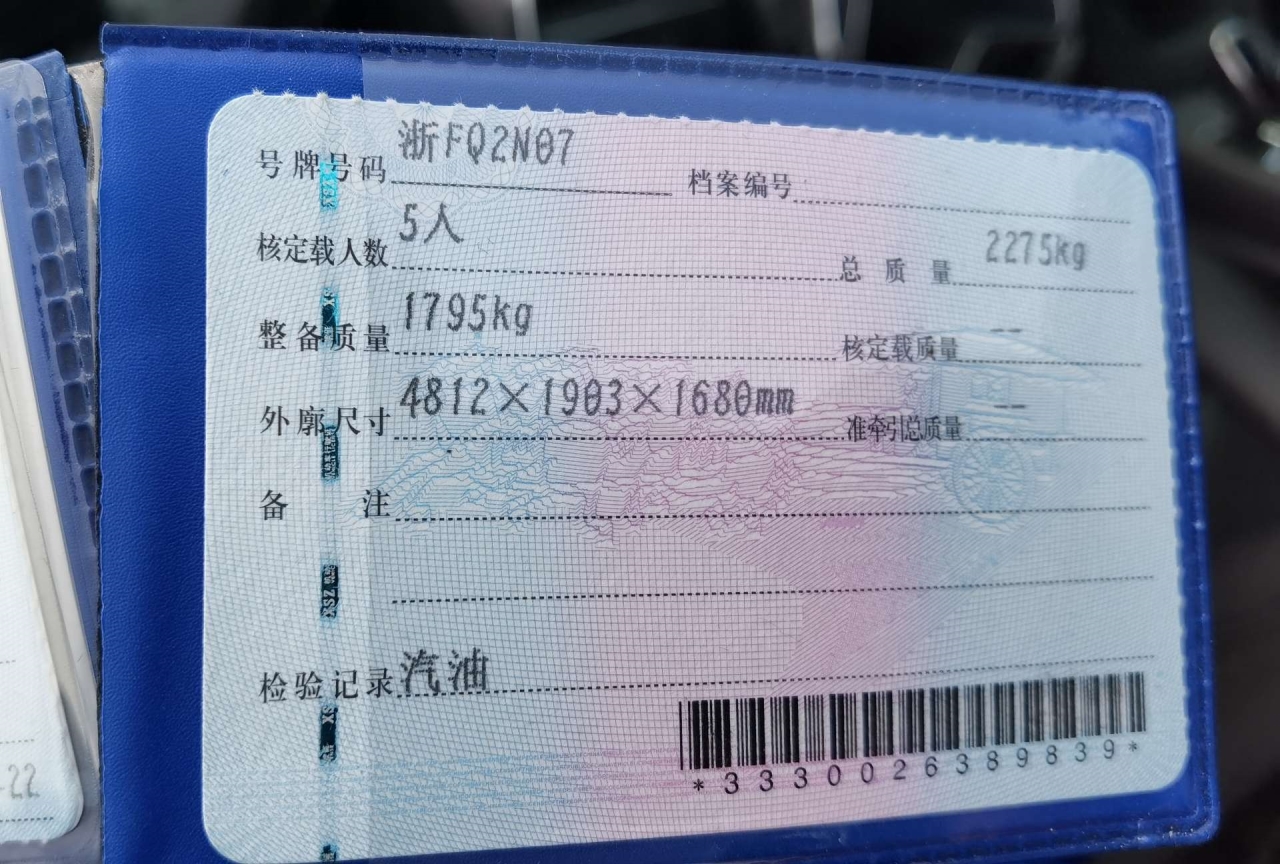 号牌号码 浙FQ2N07 档案编号
核定载人数 5人 总质量 2275kg
整备质量 1795kg 核定载质量 --
外廓尺寸 4812×1903×1680mm 准牵引总质量 --
备注
检验记录 汽油
*3330026389839*
-22